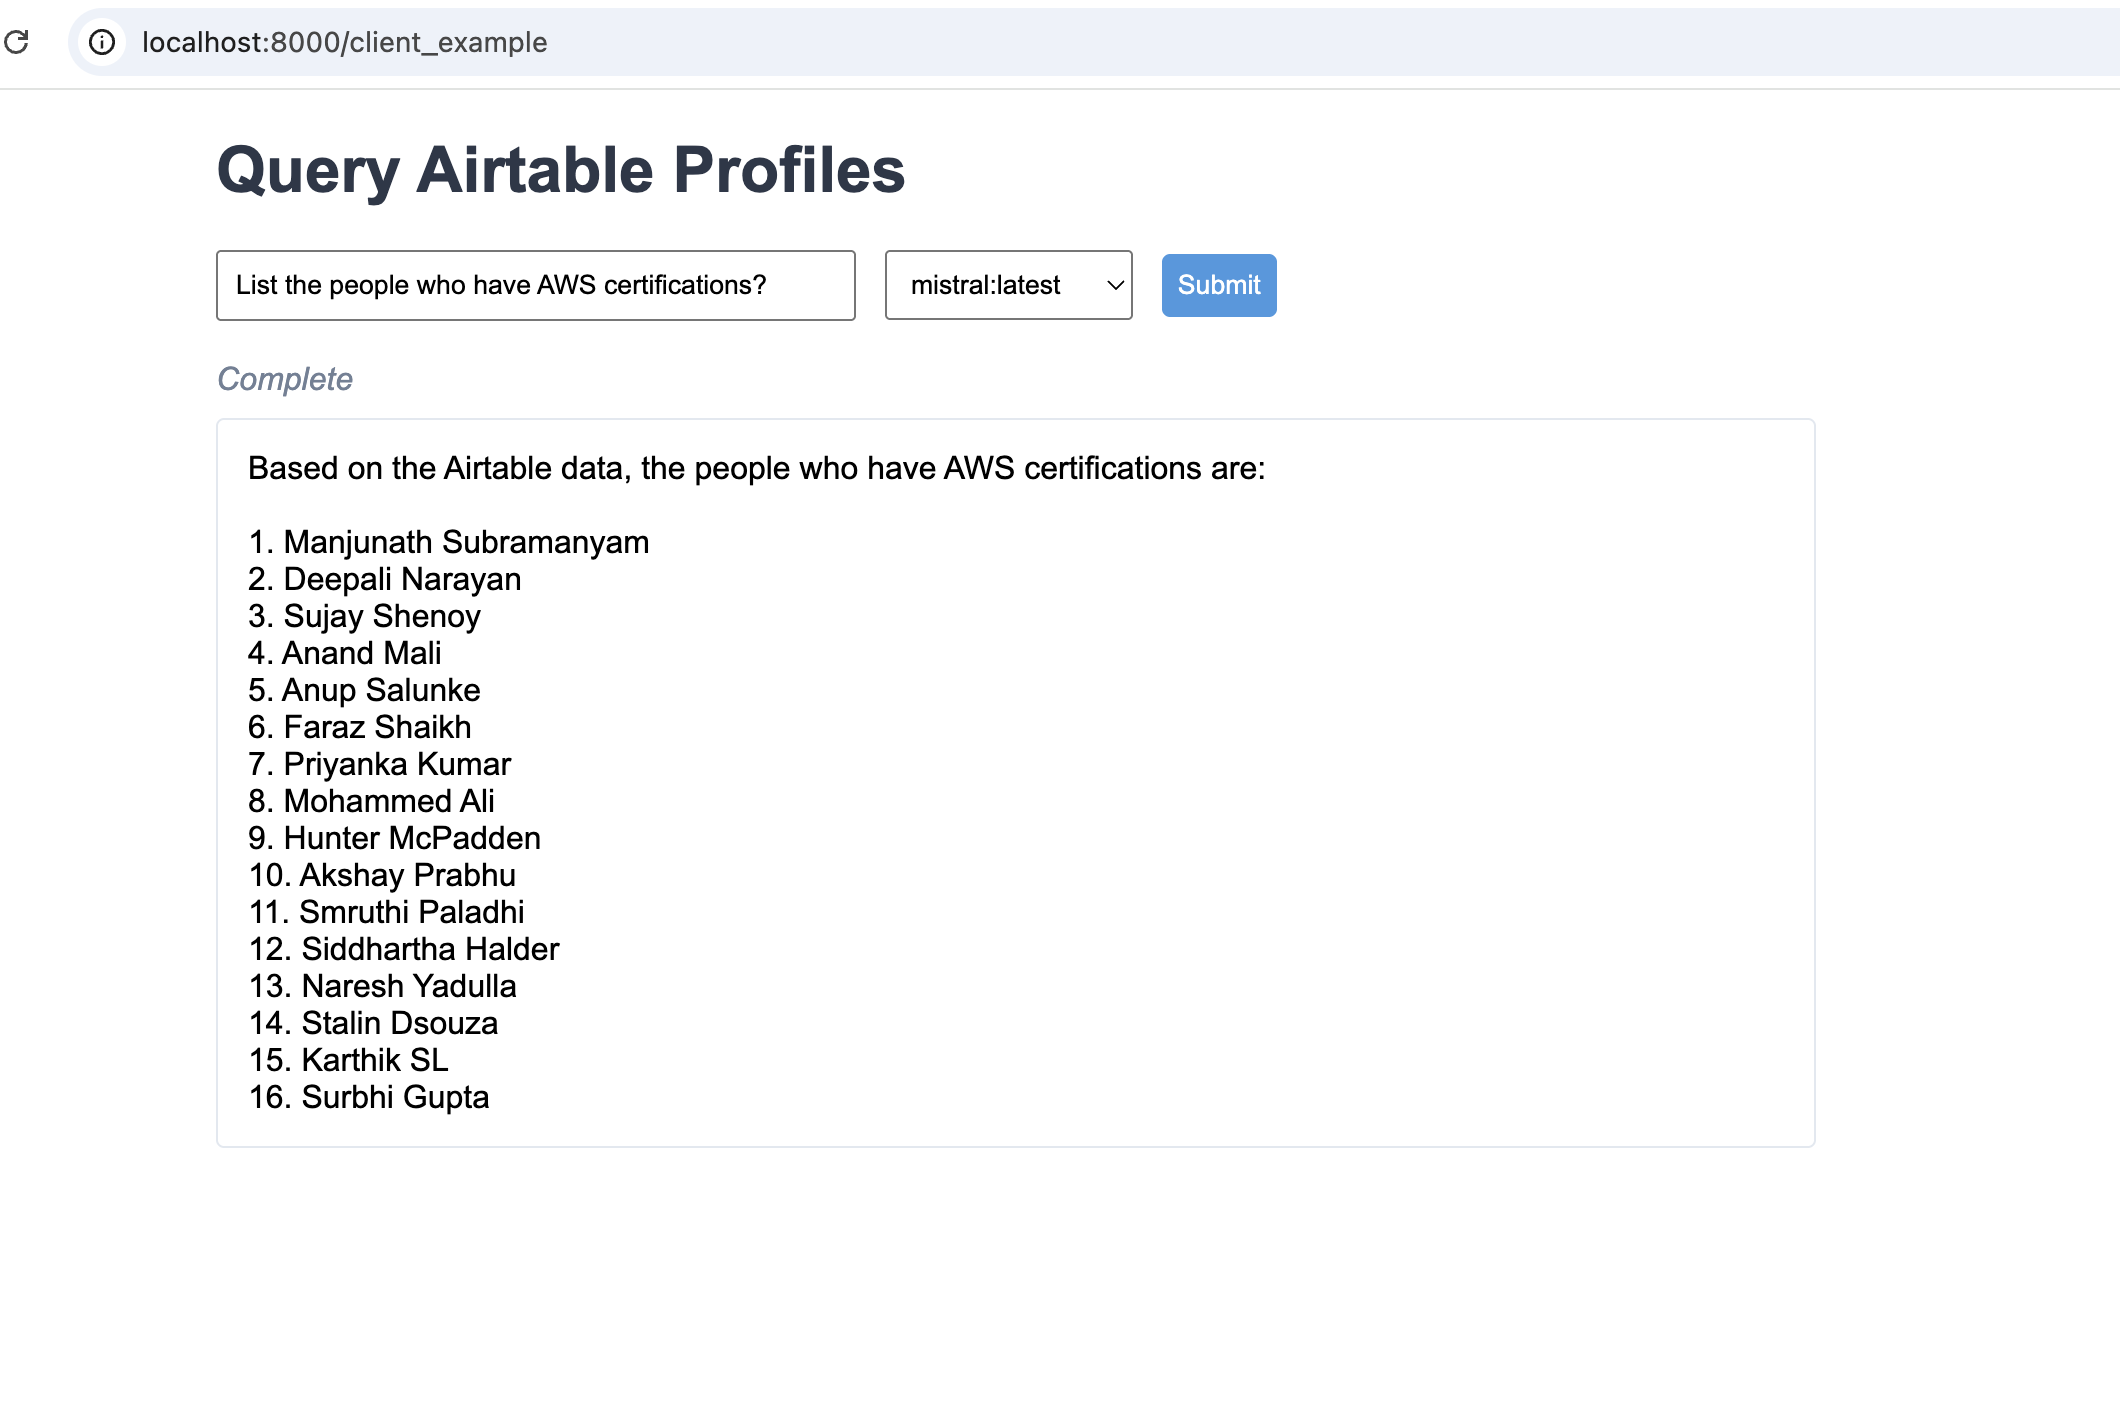 localhost:8000/client_example
Query Airtable Profiles
List the people who have AWS certifications?
mistral:latest
Submit
Complete
Based on the Airtable data, the people who have AWS certifications are:
1. Manjunath Subramanyam
2. Deepali Narayan
3. Sujay Shenoy
4. Anand Mali
5. Anup Salunke
6. Faraz Shaikh
7. Priyanka Kumar
8. Mohammed Ali
9. Hunter McPadden
10. Akshay Prabhu
11. Smruthi Paladhi
12. Siddhartha Halder
13. Naresh Yadulla
14. Stalin Dsouza
15. Karthik SL
16. Surbhi Gupta